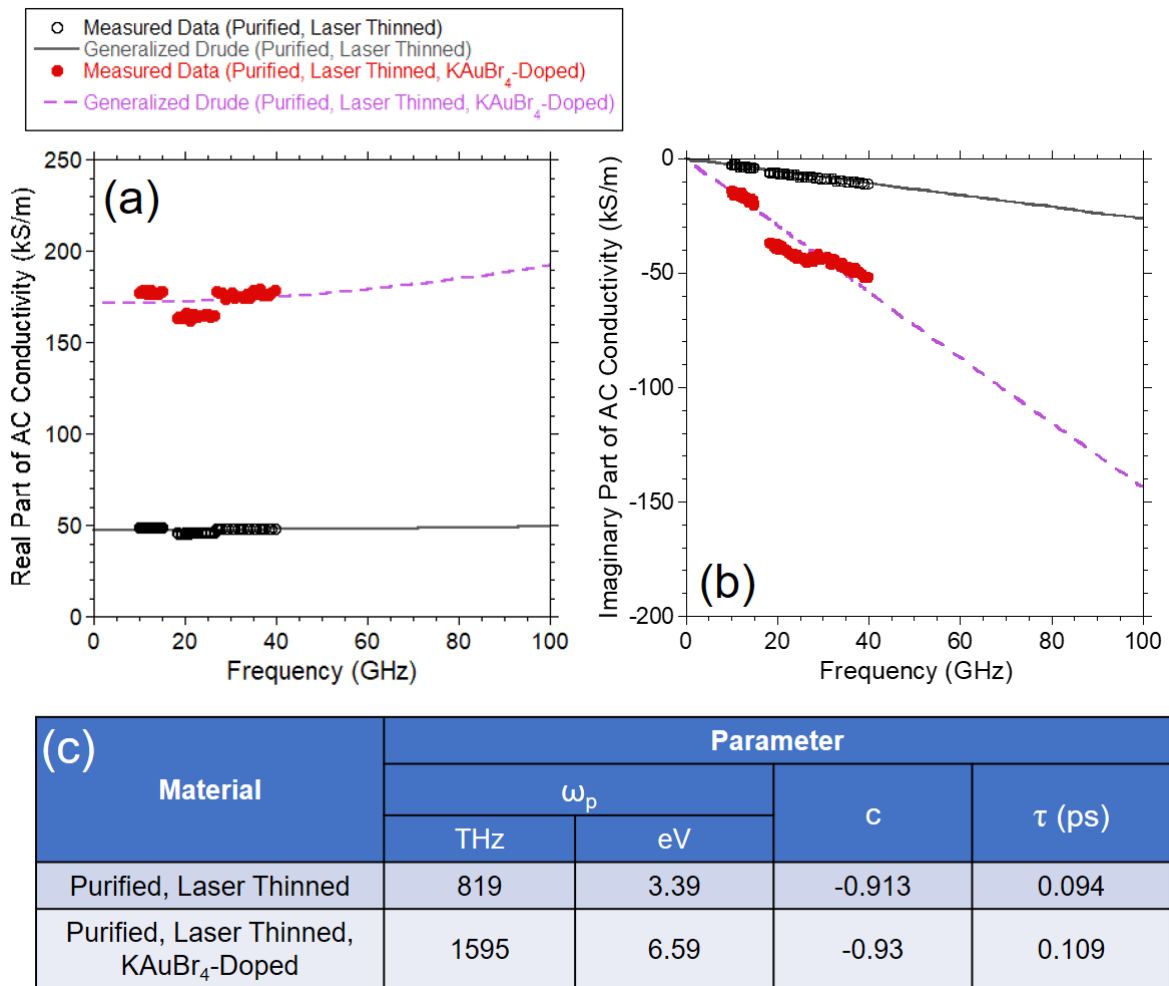 Measured Data (Purified, Laser Thinned)
Generalized Drude (Purified, Laser Thinned)
Measured Data (Purified, Laser Thinned, KAuBr4-Doped)
Generalized Drude (Purified, Laser Thinned, KAuBr4-Doped)
(a)
Real Part of AC Conductivity (kS/m)
250
200
150
100
50
0
0 20 40 60 80 100
Frequency (GHz)
(b)
Imaginary Part of AC Conductivity (kS/m)
0
-50
-100
-150
-200
0 20 40 60 80 100
Frequency (GHz)
(c)
Material
Parameter
ωp
c
τ (ps)
THz eV
Purified, Laser Thinned 819 3.39 -0.913 0.094
Purified, Laser Thinned,
KAuBr4-Doped
1595 6.59 -0.93 0.109